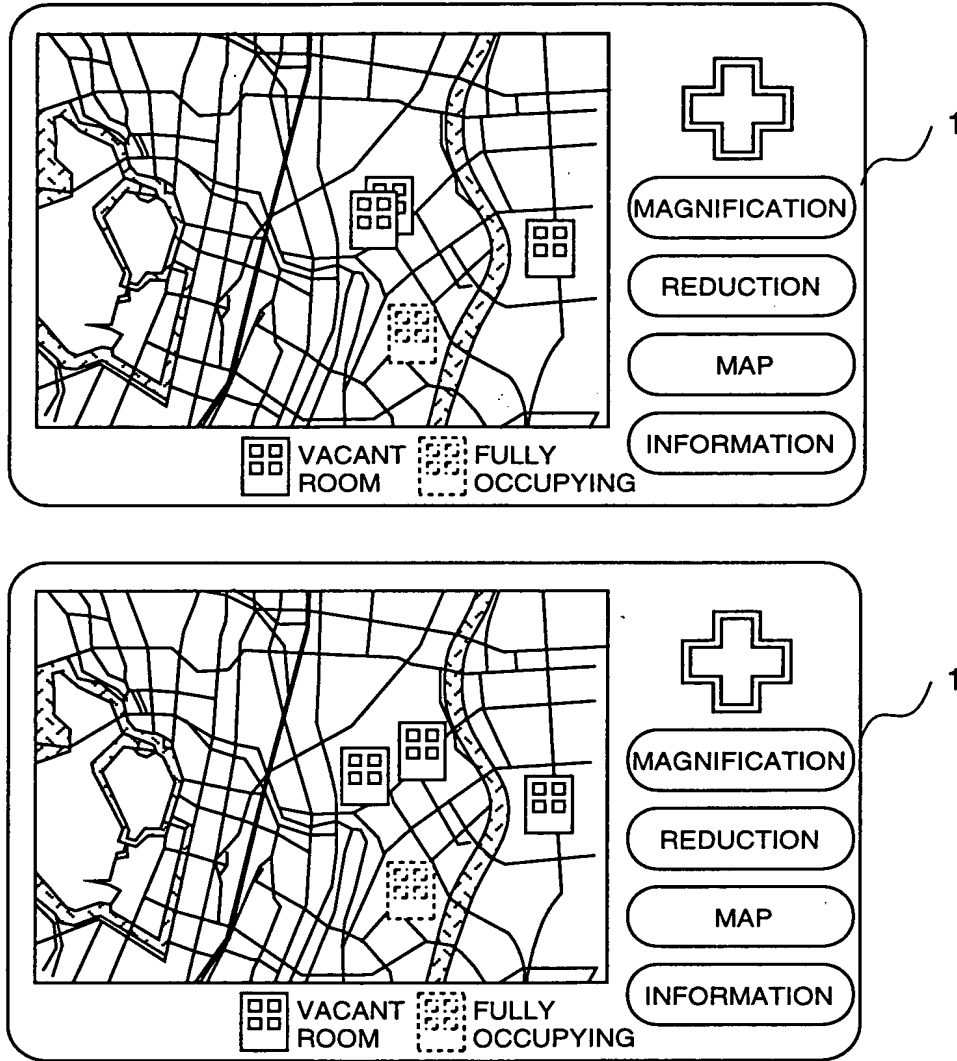 1
MAGNIFICATION
REDUCTION
MAP
INFORMATION
VACANT ROOM
FULLY OCCUPYING
1
MAGNIFICATION
REDUCTION
MAP
INFORMATION
VACANT ROOM
FULLY OCCUPYING